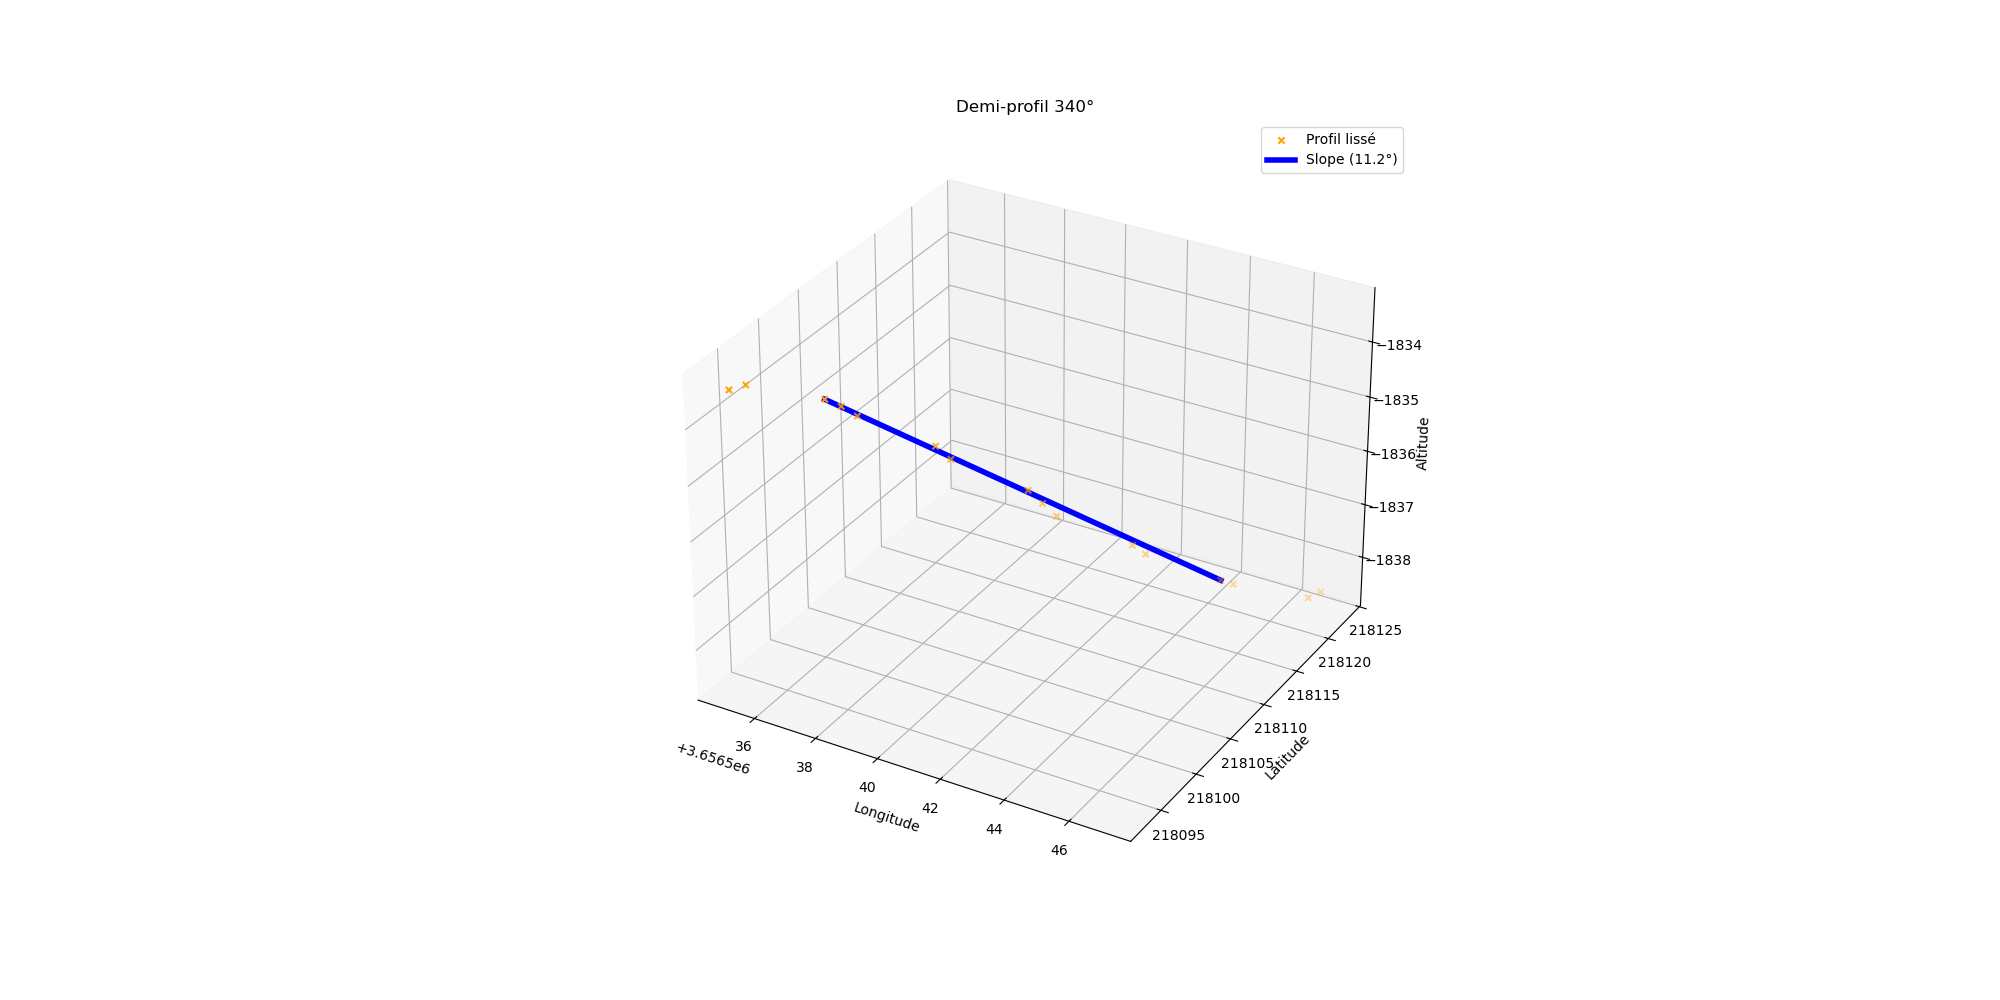 Demi-profil 340°
Profil lissé
Slope (11.2°)
−1834
−1835
−1836
−1837
−1838
Altitude
218125
218120
218115
218110
218105
218100
218095
Latitude
36
38
40
42
44
46
+3.6565e6
Longitude